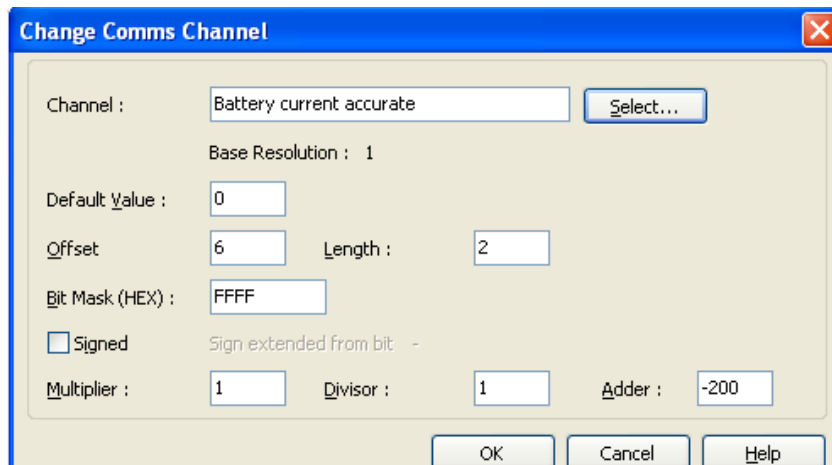 Change Comms Channel
Channel : Battery current accurate Select...
Base Resolution : 1
Default Value : 0
Offset 6 Length : 2
Bit Mask (HEX) : FFFF
Signed Sign extended from bit -
Multiplier : 1 Divisor : 1 Adder : -200
OK Cancel Help